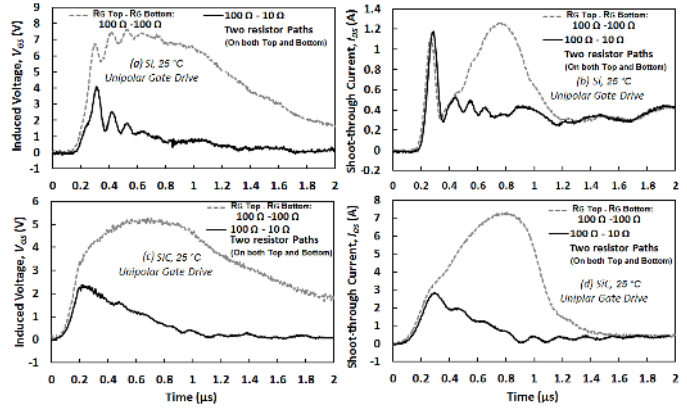 Induced Voltage, VGS (V)
8
7
6
5
4
3
2
1
0
-1
RG Top - RG Bottom:
100 Ω -100 Ω
100 Ω - 10 Ω
Two resistor Paths
(On both Top and Bottom)
(a) Si, 25 °C
Unipolar Gate Drive
0 0.2 0.4 0.6 0.8 1 1.2 1.4 1.6 1.8 2
Shoot-through Current, IDS (A)
1.4
1.2
1
0.8
0.6
0.4
0.2
0
-0.2
RG Top - RG Bottom:
100 Ω -100 Ω
100 Ω - 10 Ω
Two resistor Paths
(On both Top and Bottom)
(b) Si, 25 °C
Unipolar Gate Drive
0 0.2 0.4 0.6 0.8 1 1.2 1.4 1.6 1.8 2
Induced Voltage, VGS (V)
6
5
4
3
2
1
0
-1
RG Top - RG Bottom:
100 Ω -100 Ω
100 Ω - 10 Ω
Two resistor Paths
(On both Top and Bottom)
(c) SiC, 25 °C
Unipolar Gate Drive
0 0.2 0.4 0.6 0.8 1 1.2 1.4 1.6 1.8 2
Time (µs)
Shoot-through Current, IDS (A)
8
7
6
5
4
3
2
1
0
-1
RG Top - RG Bottom:
100 Ω -100 Ω
100 Ω - 10 Ω
Two resistor Paths
(On both Top and Bottom)
(d) SiC, 25 °C
Unipolar Gate Drive
0 0.2 0.4 0.6 0.8 1 1.2 1.4 1.6 1.8 2
Time (µs)